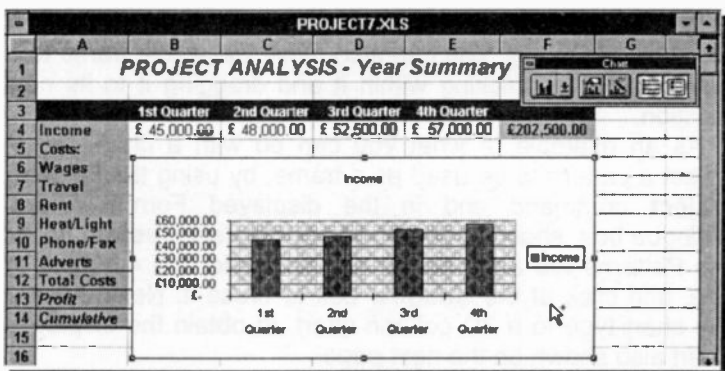 PROJECT7.XLS
A B C D E F G
Chart
1 PROJECT ANALYSIS - Year Summary
2
3 1st Quarter 2nd Quarter 3rd Quarter 4th Quarter
4 Income £ 45,000.00 £ 48,000.00 £ 52,500.00 £ 57,000.00 £202,500.00
5 Costs:
6 Wages
7 Travel
8 Rent
9 Heat/Light
10 Phone/Fax
11 Adverts
12 Total Costs
13 Profit
14 Cumulative
15
16
Income
£60,000.00
£50,000.00
£40,000.00
£30,000.00
£20,000.00
£10,000.00
£
1st Quarter 2nd Quarter 3rd Quarter 4th Quarter
Income